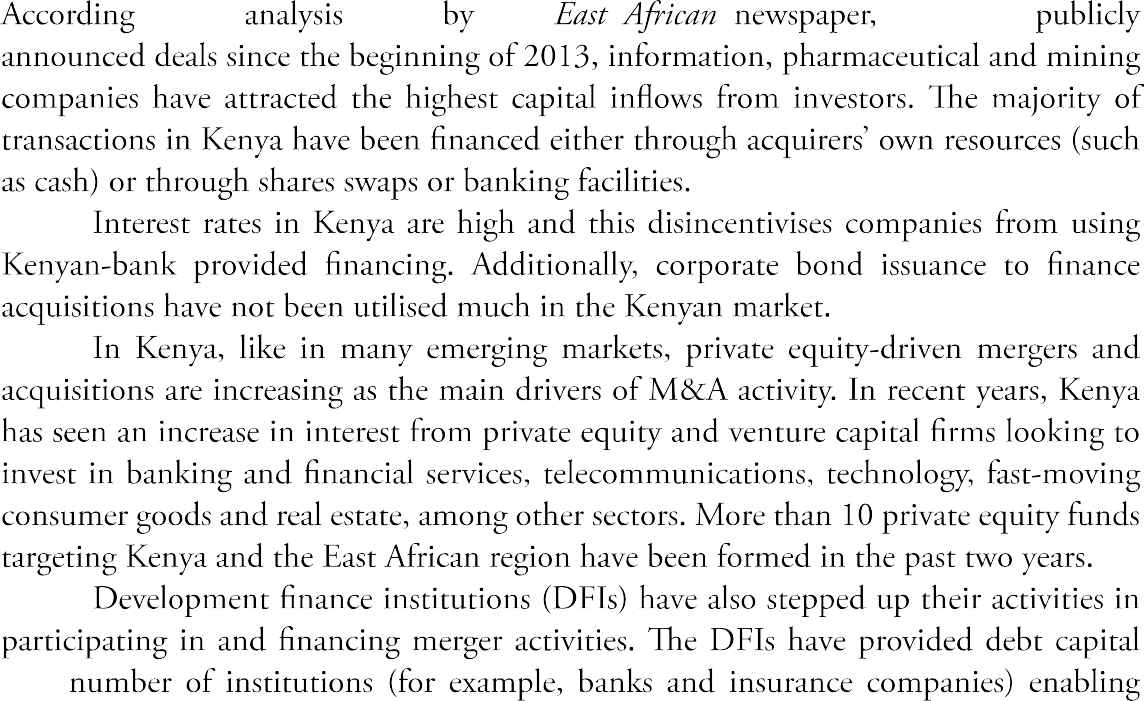 According analysis by East African newspaper, publicly
announced deals since the beginning of 2013, information, pharmaceutical and mining
companies have attracted the highest capital inflows from investors. The majority of
transactions in Kenya have been financed either through acquirers’ own resources (such
as cash) or through shares swaps or banking facilities.
Interest rates in Kenya are high and this disincentivises companies from using
Kenyan-bank provided financing. Additionally, corporate bond issuance to finance
acquisitions have not been utilised much in the Kenyan market.
In Kenya, like in many emerging markets, private equity-driven mergers and
acquisitions are increasing as the main drivers of M&A activity. In recent years, Kenya
has seen an increase in interest from private equity and venture capital firms looking to
invest in banking and financial services, telecommunications, technology, fast-moving
consumer goods and real estate, among other sectors. More than 10 private equity funds
targeting Kenya and the East African region have been formed in the past two years.
Development finance institutions (DFIs) have also stepped up their activities in
participating in and financing merger activities. The DFIs have provided debt capital
number of institutions (for example, banks and insurance companies) enabling